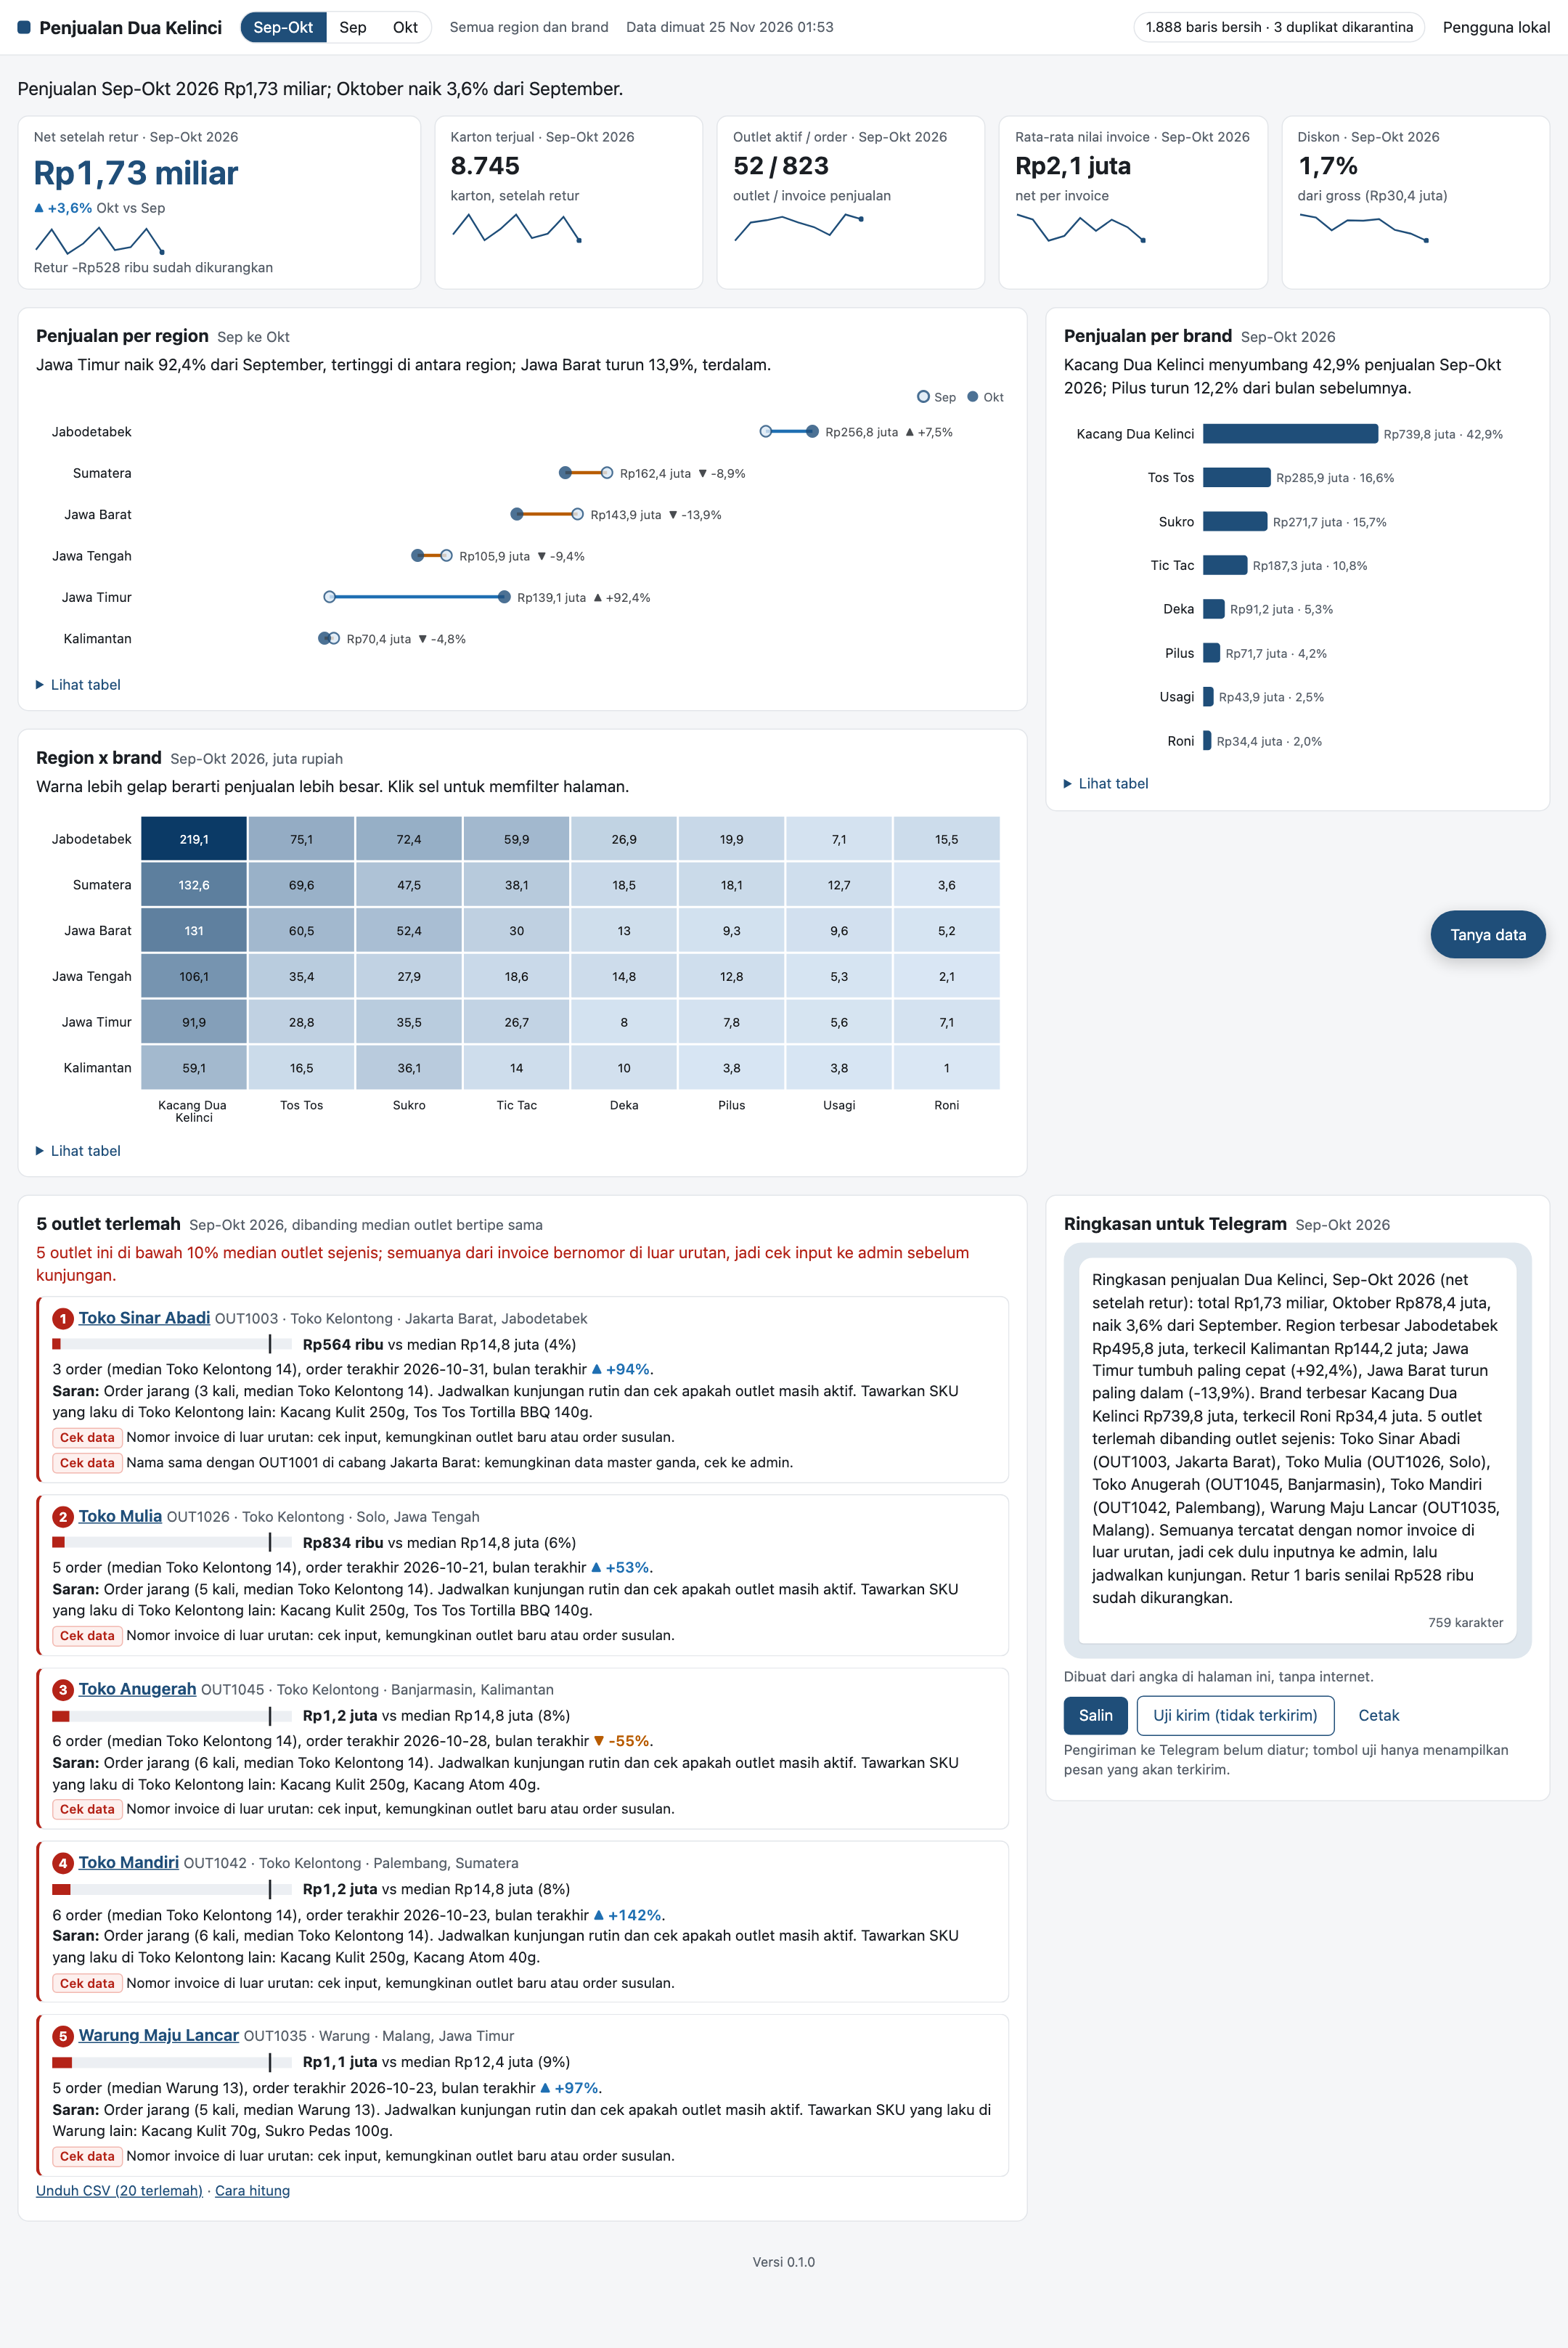 Penjualan Dua Kelinci
Sep-Okt
Sep
Okt
Semua region dan brand
Data dimuat 25 Nov 2026 01:53
1.888 baris bersih · 3 duplikat dikarantina
Pengguna lokal
Penjualan Sep-Okt 2026 Rp1,73 miliar; Oktober naik 3,6% dari September.
Net setelah retur · Sep-Okt 2026
Rp1,73 miliar
▲ +3,6% Okt vs Sep
Retur -Rp528 ribu sudah dikurangkan
Karton terjual · Sep-Okt 2026
8.745
karton, setelah retur
Outlet aktif / order · Sep-Okt 2026
52 / 823
outlet / invoice penjualan
Rata-rata nilai invoice · Sep-Okt 2026
Rp2,1 juta
net per invoice
Diskon · Sep-Okt 2026
1,7%
dari gross (Rp30,4 juta)
Penjualan per region Sep ke Okt
Jawa Timur naik 92,4% dari September, tertinggi di antara region; Jawa Barat turun 13,9%, terdalam.
Sep Okt
Jabodetabek Rp256,8 juta ▲ +7,5%
Sumatera Rp162,4 juta ▼ -8,9%
Jawa Barat Rp143,9 juta ▼ -13,9%
Jawa Tengah Rp105,9 juta ▼ -9,4%
Jawa Timur Rp139,1 juta ▲ +92,4%
Kalimantan Rp70,4 juta ▼ -4,8%
▶ Lihat tabel
Penjualan per brand Sep-Okt 2026
Kacang Dua Kelinci menyumbang 42,9% penjualan Sep-Okt
2026; Pilus turun 12,2% dari bulan sebelumnya.
Kacang Dua Kelinci Rp739,8 juta · 42,9%
Tos Tos Rp285,9 juta · 16,6%
Sukro Rp271,7 juta · 15,7%
Tic Tac Rp187,3 juta · 10,8%
Deka Rp91,2 juta · 5,3%
Pilus Rp71,7 juta · 4,2%
Usagi Rp43,9 juta · 2,5%
Roni Rp34,4 juta · 2,0%
▶ Lihat tabel
Region x brand Sep-Okt 2026, juta rupiah
Warna lebih gelap berarti penjualan lebih besar. Klik sel untuk memfilter halaman.
Jabodetabek 219,1 75,1 72,4 59,9 26,9 19,9 7,1 15,5
Sumatera 132,6 69,6 47,5 38,1 18,5 18,1 12,7 3,6
Jawa Barat 131 60,5 52,4 30 13 9,3 9,6 5,2
Jawa Tengah 106,1 35,4 27,9 18,6 14,8 12,8 5,3 2,1
Jawa Timur 91,9 28,8 35,5 26,7 8 7,8 5,6 7,1
Kalimantan 59,1 16,5 36,1 14 10 3,8 3,8 1
Kacang Dua Tos Tos Sukro Tic Tac Deka Pilus Usagi Roni
Kelinci
▶ Lihat tabel
Tanya data
5 outlet terlemah Sep-Okt 2026, dibanding median outlet bertipe sama
5 outlet ini di bawah 10% median outlet sejenis; semuanya dari invoice bernomor di luar urutan, jadi cek input ke admin sebelum
kunjungan.
1 Toko Sinar Abadi OUT1003 · Toko Kelontong · Jakarta Barat, Jabodetabek
Rp564 ribu vs median Rp14,8 juta (4%)
3 order (median Toko Kelontong 14), order terakhir 2026-10-31, bulan terakhir ▲ +94%.
Saran: Order jarang (3 kali, median Toko Kelontong 14). Jadwalkan kunjungan rutin dan cek apakah outlet masih aktif. Tawarkan SKU
yang laku di Toko Kelontong lain: Kacang Kulit 250g, Tos Tos Tortilla BBQ 140g.
Cek data Nomor invoice di luar urutan: cek input, kemungkinan outlet baru atau order susulan.
Cek data Nama sama dengan OUT1001 di cabang Jakarta Barat: kemungkinan data master ganda, cek ke admin.
2 Toko Mulia OUT1026 · Toko Kelontong · Solo, Jawa Tengah
Rp834 ribu vs median Rp14,8 juta (6%)
5 order (median Toko Kelontong 14), order terakhir 2026-10-21, bulan terakhir ▲ +53%.
Saran: Order jarang (5 kali, median Toko Kelontong 14). Jadwalkan kunjungan rutin dan cek apakah outlet masih aktif. Tawarkan SKU
yang laku di Toko Kelontong lain: Kacang Kulit 250g, Tos Tos Tortilla BBQ 140g.
Cek data Nomor invoice di luar urutan: cek input, kemungkinan outlet baru atau order susulan.
3 Toko Anugerah OUT1045 · Toko Kelontong · Banjarmasin, Kalimantan
Rp1,2 juta vs median Rp14,8 juta (8%)
6 order (median Toko Kelontong 14), order terakhir 2026-10-28, bulan terakhir ▼ -55%.
Saran: Order jarang (6 kali, median Toko Kelontong 14). Jadwalkan kunjungan rutin dan cek apakah outlet masih aktif. Tawarkan SKU
yang laku di Toko Kelontong lain: Kacang Kulit 250g, Kacang Atom 40g.
Cek data Nomor invoice di luar urutan: cek input, kemungkinan outlet baru atau order susulan.
4 Toko Mandiri OUT1042 · Toko Kelontong · Palembang, Sumatera
Rp1,2 juta vs median Rp14,8 juta (8%)
6 order (median Toko Kelontong 14), order terakhir 2026-10-23, bulan terakhir ▲ +142%.
Saran: Order jarang (6 kali, median Toko Kelontong 14). Jadwalkan kunjungan rutin dan cek apakah outlet masih aktif. Tawarkan SKU
yang laku di Toko Kelontong lain: Kacang Kulit 250g, Kacang Atom 40g.
Cek data Nomor invoice di luar urutan: cek input, kemungkinan outlet baru atau order susulan.
5 Warung Maju Lancar OUT1035 · Warung · Malang, Jawa Timur
Rp1,1 juta vs median Rp12,4 juta (9%)
5 order (median Warung 13), order terakhir 2026-10-23, bulan terakhir ▲ +97%.
Saran: Order jarang (5 kali, median Warung 13). Jadwalkan kunjungan rutin dan cek apakah outlet masih aktif. Tawarkan SKU yang laku di
Warung lain: Kacang Kulit 70g, Sukro Pedas 100g.
Cek data Nomor invoice di luar urutan: cek input, kemungkinan outlet baru atau order susulan.
Unduh CSV (20 terlemah) · Cara hitung
Ringkasan untuk Telegram Sep-Okt 2026
Ringkasan penjualan Dua Kelinci, Sep-Okt 2026 (net
setelah retur): total Rp1,73 miliar, Oktober Rp878,4 juta,
naik 3,6% dari September. Region terbesar Jabodetabek
Rp495,8 juta, terkecil Kalimantan Rp144,2 juta; Jawa
Timur tumbuh paling cepat (+92,4%), Jawa Barat turun
paling dalam (-13,9%). Brand terbesar Kacang Dua
Kelinci Rp739,8 juta, terkecil Roni Rp34,4 juta. 5 outlet
terlemah dibanding outlet sejenis: Toko Sinar Abadi
(OUT1003, Jakarta Barat), Toko Mulia (OUT1026, Solo),
Toko Anugerah (OUT1045, Banjarmasin), Toko Mandiri
(OUT1042, Palembang), Warung Maju Lancar (OUT1035,
Malang). Semuanya tercatat dengan nomor invoice di
luar urutan, jadi cek dulu inputnya ke admin, lalu
jadwalkan kunjungan. Retur 1 baris senilai Rp528 ribu
sudah dikurangkan.
759 karakter
Dibuat dari angka di halaman ini, tanpa internet.
Salin
Uji kirim (tidak terkirim)
Cetak
Pengiriman ke Telegram belum diatur; tombol uji hanya menampilkan
pesan yang akan terkirim.
Versi 0.1.0